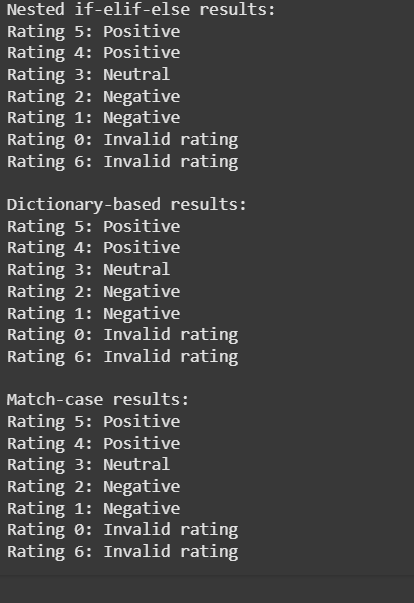 Nested if-elif-else results:
Rating 5: Positive
Rating 4: Positive
Rating 3: Neutral
Rating 2: Negative
Rating 1: Negative
Rating 0: Invalid rating
Rating 6: Invalid rating

Dictionary-based results:
Rating 5: Positive
Rating 4: Positive
Rating 3: Neutral
Rating 2: Negative
Rating 1: Negative
Rating 0: Invalid rating
Rating 6: Invalid rating

Match-case results:
Rating 5: Positive
Rating 4: Positive
Rating 3: Neutral
Rating 2: Negative
Rating 1: Negative
Rating 0: Invalid rating
Rating 6: Invalid rating